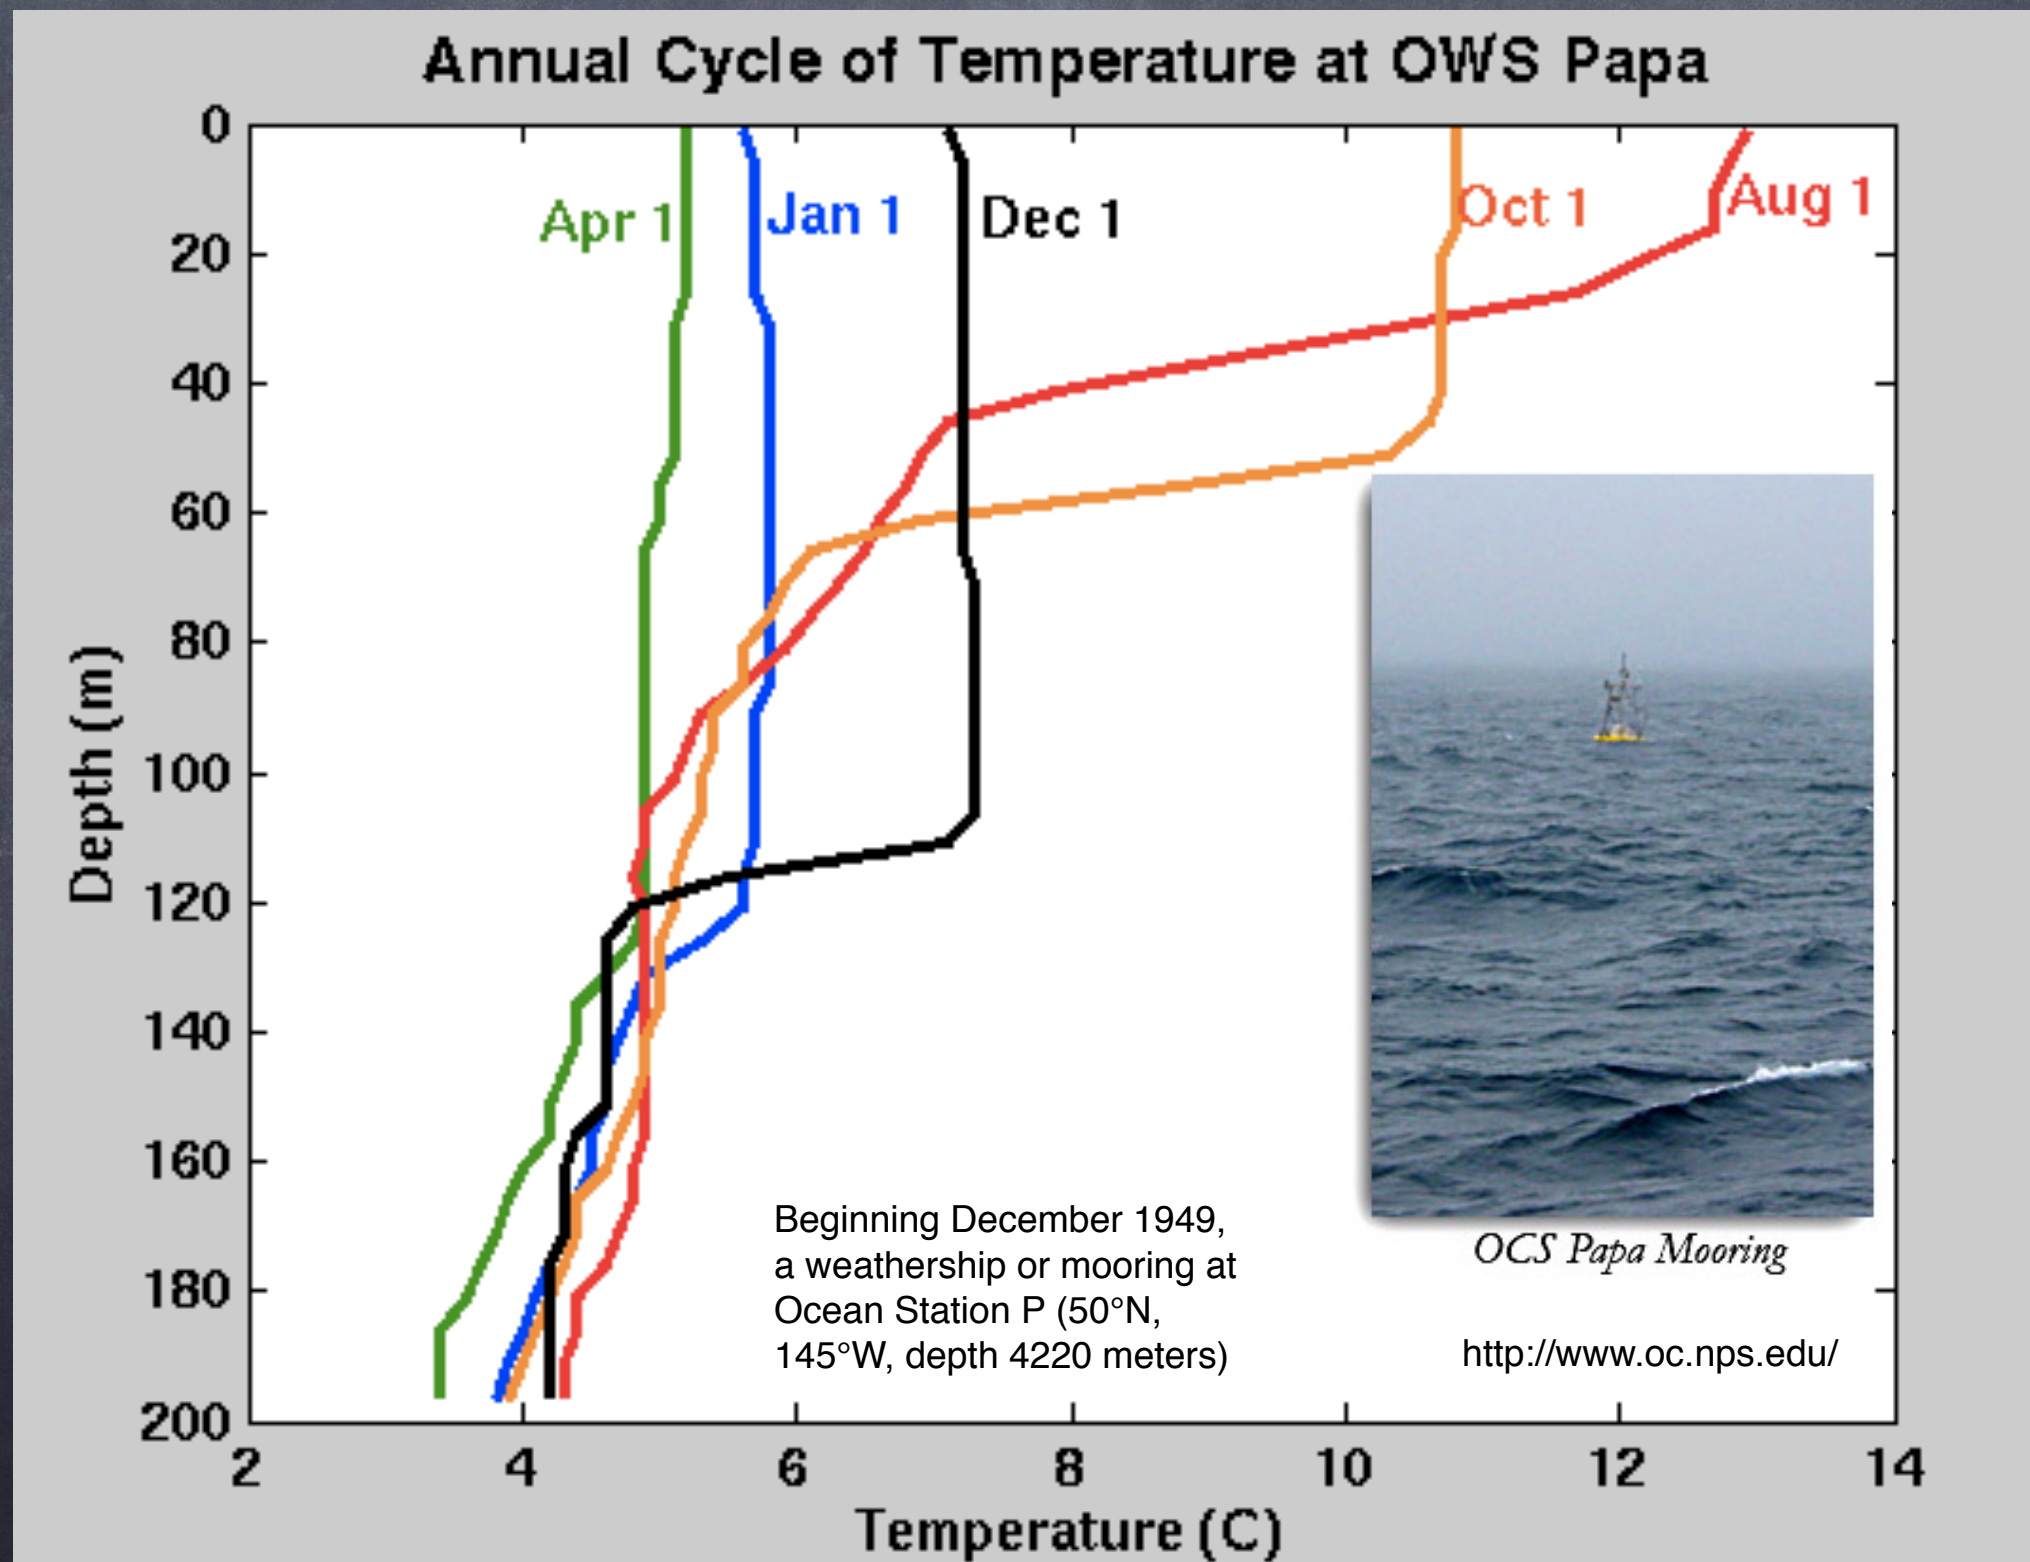 Annual Cycle of Temperature at OWS Papa
0
20
40
60
80
100
120
140
160
180
200
Depth (m)
Apr 1
Jan 1
Dec 1
Oct 1
Aug 1
OCS Papa Mooring
Beginning December 1949,
a weathership or mooring at
Ocean Station P (50°N,
145°W, depth 4220 meters)
http://www.oc.nps.edu/
2 4 6 8 10 12 14
Temperature (C)